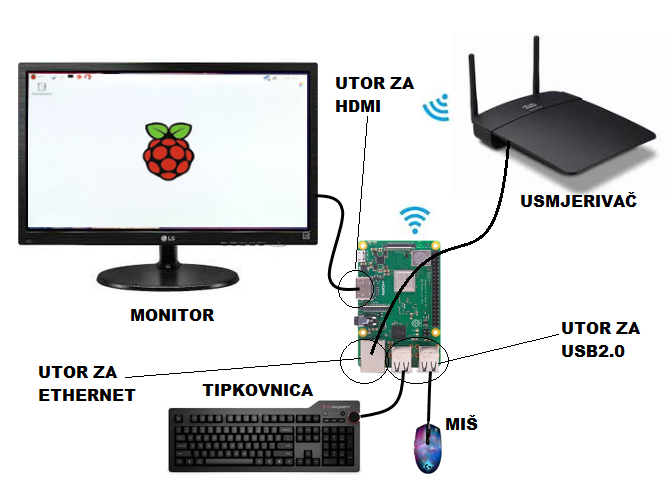 UTOR ZA
HDMI
USMJERIVAČ
LG
MONITOR
UTOR ZA
USB2.0
UTOR ZA
ETHERNET
TIPKOVNICA
MIŠ